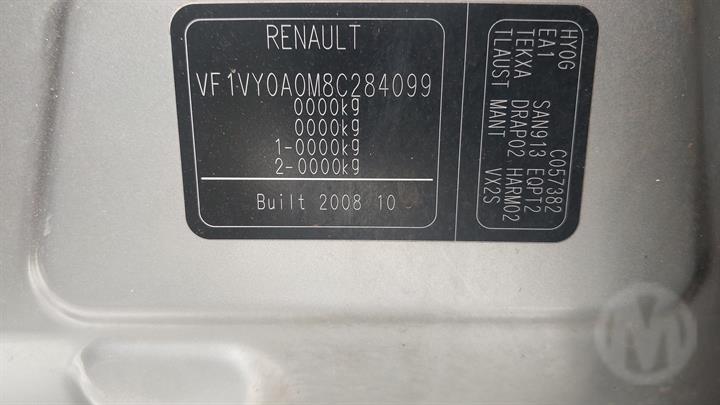 RENAULT
VF1VY0A0M8C284099
0000kg
0000kg
1-0000kg
2-0000kg
Built 2008 10
HY0G
EA1
TEKXA SAN913 EQPT2
TLAUST DRAP02 HARM02
MANT VX2S
C057382
M